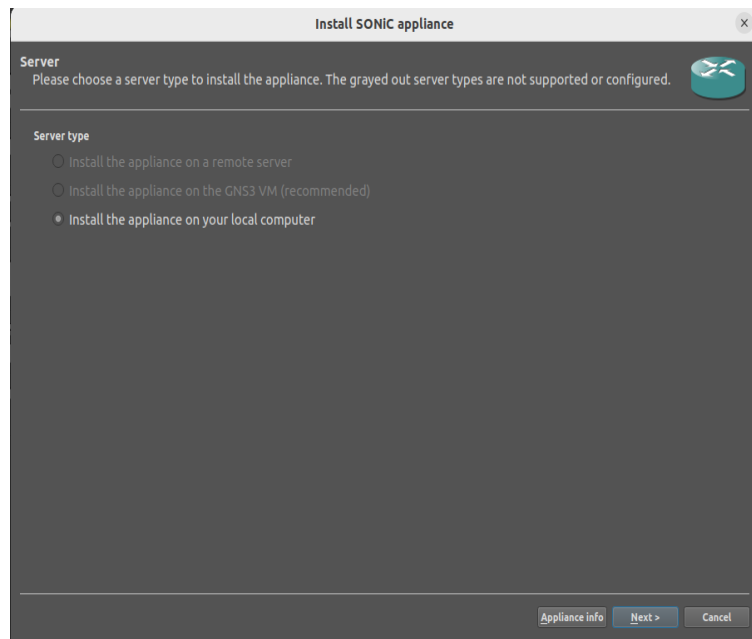 Install SONiC appliance
x
Server
Please choose a server type to install the appliance. The grayed out server types are not supported or configured.
Server type
Install the appliance on a remote server
Install the appliance on the GNS3 VM (recommended)
Install the appliance on your local computer
Appliance info
Next >
Cancel